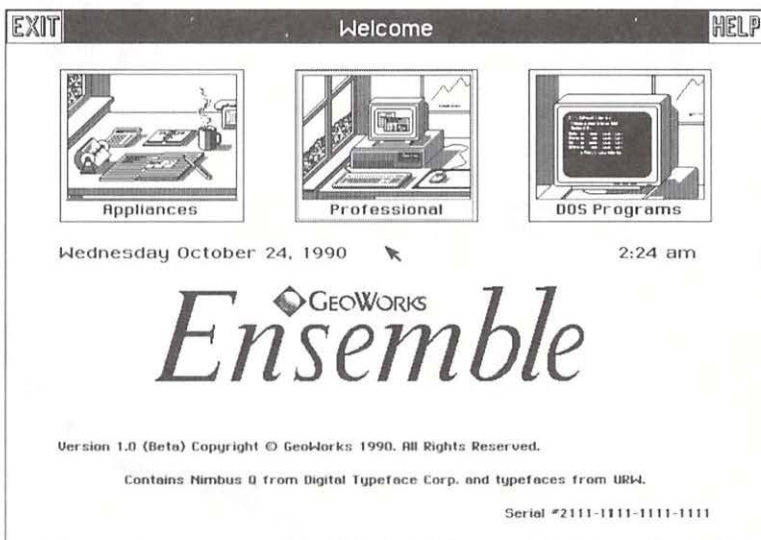 EXIT Welcome HELP
Appliances Professional DOS Programs
Wednesday October 24, 1990 2:24 am
GEOWORKS
Ensemble
Version 1.0 (Beta) Copyright © GeoWorks 1990. All Rights Reserved.
Contains Nimbus Q from Digital Typeface Corp. and typefaces from URW.
Serial #2111-1111-1111-1111